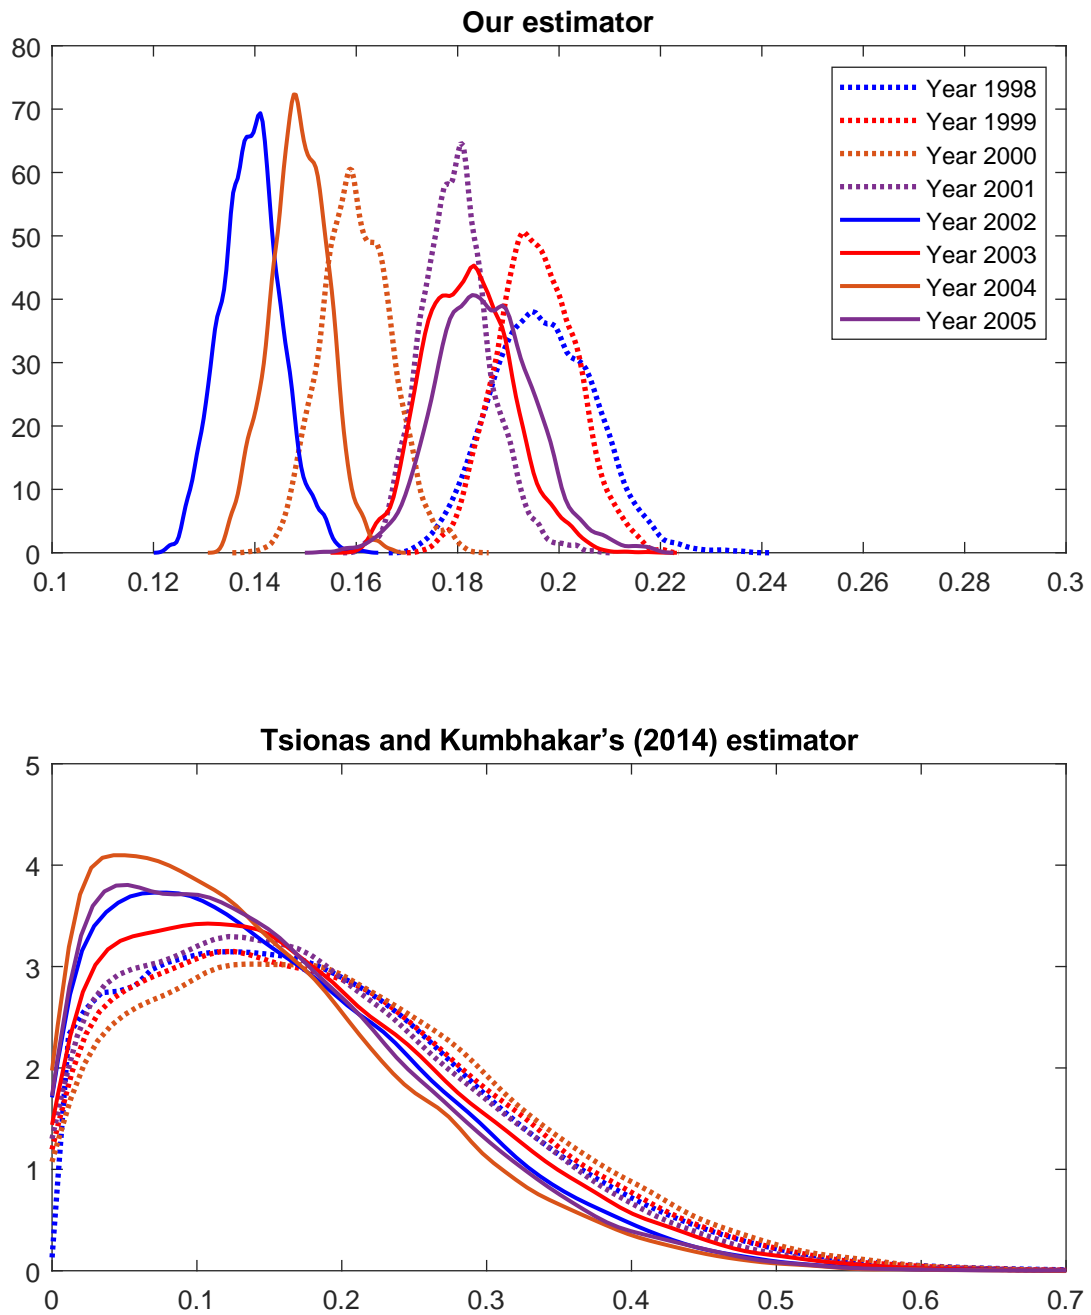 Our estimator
80
70
60
50
40
30
20
10
0
0.1 0.12 0.14 0.16 0.18 0.2 0.22 0.24 0.26 0.28 0.3
Year 1998
Year 1999
Year 2000
Year 2001
Year 2002
Year 2003
Year 2004
Year 2005
Tsionas and Kumbhakar's (2014) estimator
5
4
3
2
1
0
0 0.1 0.2 0.3 0.4 0.5 0.6 0.7